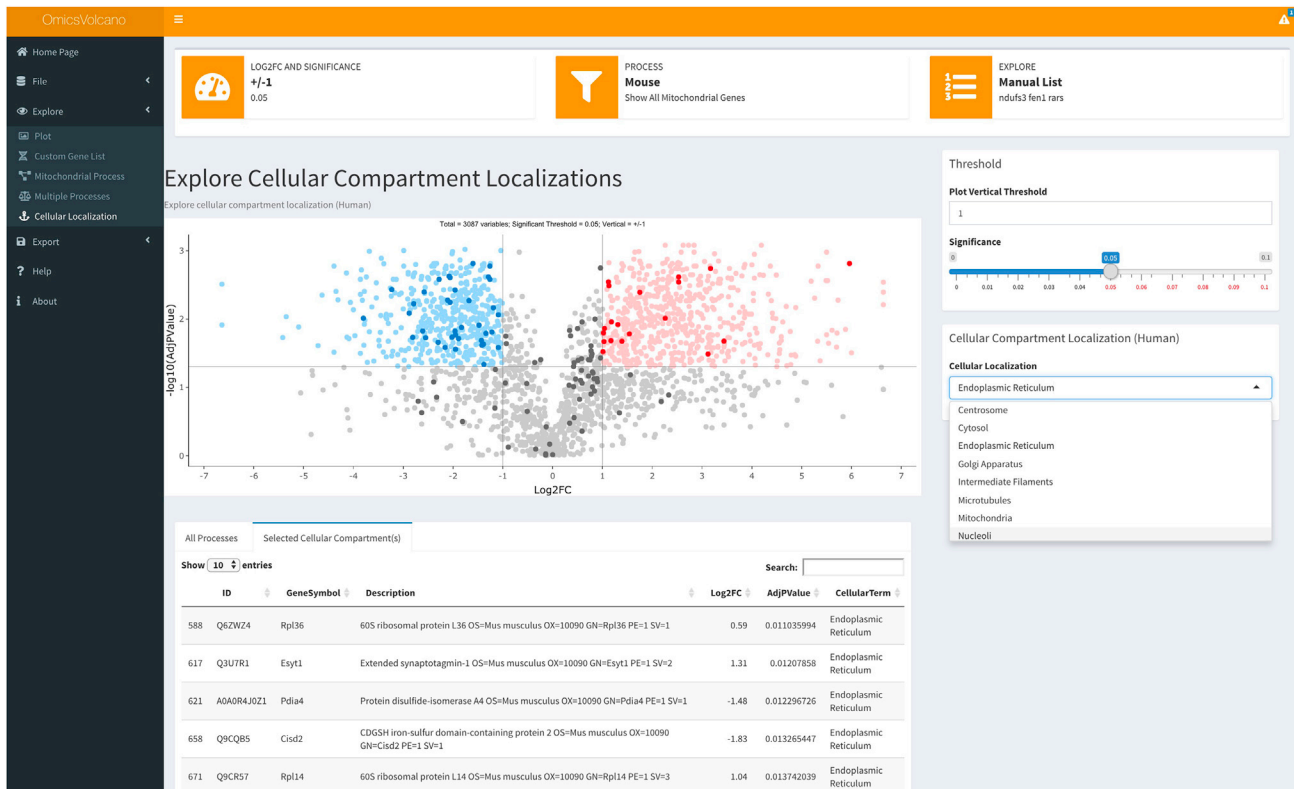 OmicsVolcano
1
Home Page
File
Explore
Plot
Custom Gene List
Mitochondrial Process
Multiple Processes
Cellular Localization
Export
Help
About
LOG2FC AND SIGNIFICANCE
+/-1
0.05
PROCESS
Mouse
Show All Mitochondrial Genes
1
2
3
EXPLORE
Manual List
ndufs3 fen1 rars
Explore Cellular Compartment Localizations
Explore cellular compartment localization (Human)
Total = 3087 variables; Significant Threshold = 0.05; Vertical = +/-1
-log10(AdjPValue)
3
2
1
0
-7 -6 -5 -4 -3 -2 -1 0 1 2 3 4 5 6 7
Log2FC
Threshold
Plot Vertical Threshold
1
Significance
0 0.05 0.1
0 0.01 0.02 0.03 0.04 0.05 0.06 0.07 0.08 0.09 0.1
Cellular Compartment Localization (Human)
Cellular Localization
Endoplasmic Reticulum
Centrosome
Cytosol
Endoplasmic Reticulum
Golgi Apparatus
Intermediate Filaments
Microtubules
Mitochondria
Nucleoli
All Processes Selected Cellular Compartment(s)
Show 10 entries Search:
ID GeneSymbol Description Log2FC AdjPValue CellularTerm
588 Q6ZWZ4 Rpl36 60S ribosomal protein L36 OS=Mus musculus OX=10090 GN=Rpl36 PE=1 SV=1 0.59 0.011035994 Endoplasmic
Reticulum
617 Q3U7R1 Esyt1 Extended synaptotagmin-1 OS=Mus musculus OX=10090 GN=Esyt1 PE=1 SV=2 1.31 0.01207858 Endoplasmic
Reticulum
621 A0A0R4J0Z1 Pdia4 Protein disulfide-isomerase A4 OS=Mus musculus OX=10090 GN=Pdia4 PE=1 SV=1 -1.48 0.012296726 Endoplasmic
Reticulum
658 Q9CQB5 Cisd2 CDGSH iron-sulfur domain-containing protein 2 OS=Mus musculus OX=10090 -1.83 0.013265447 Endoplasmic
GN=Cisd2 PE=1 SV=1 Reticulum
671 Q9CR57 Rpl14 60S ribosomal protein L14 OS=Mus musculus OX=10090 GN=Rpl14 PE=1 SV=3 1.04 0.013742039 Endoplasmic
Reticulum